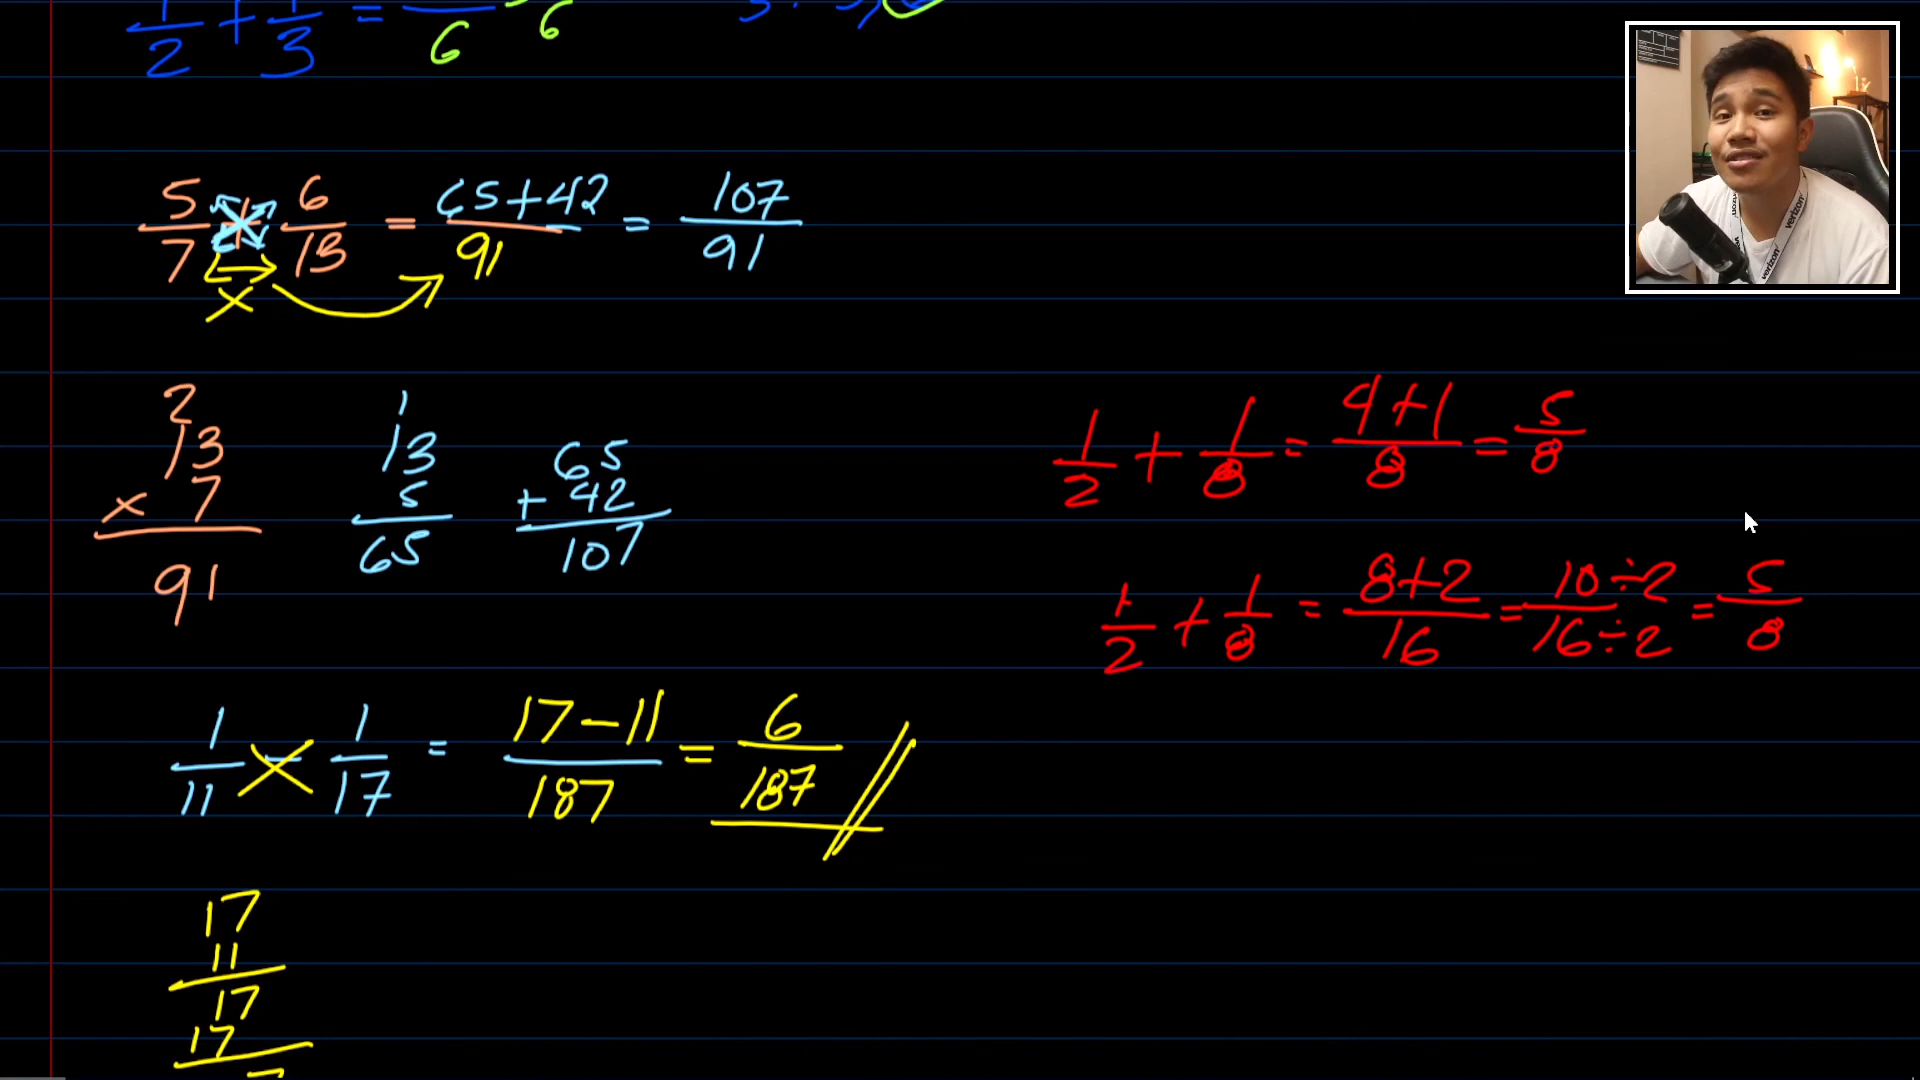 1/2 + 1/3 = /6 = /6
5/7 + 6/13 = 65+42/91 = 107/91
×
2
13
× 7
91
1
13
5
65
65
+ 42
107
1/2 + 1/8 = 4+1/8 = 5/8
1/2 + 1/8 = 8+2/16 = 10÷2/16÷2 = 5/8
1/11 - 1/17 = 17-11/187 = 6/187
17
11
17
17
verizon
verizon